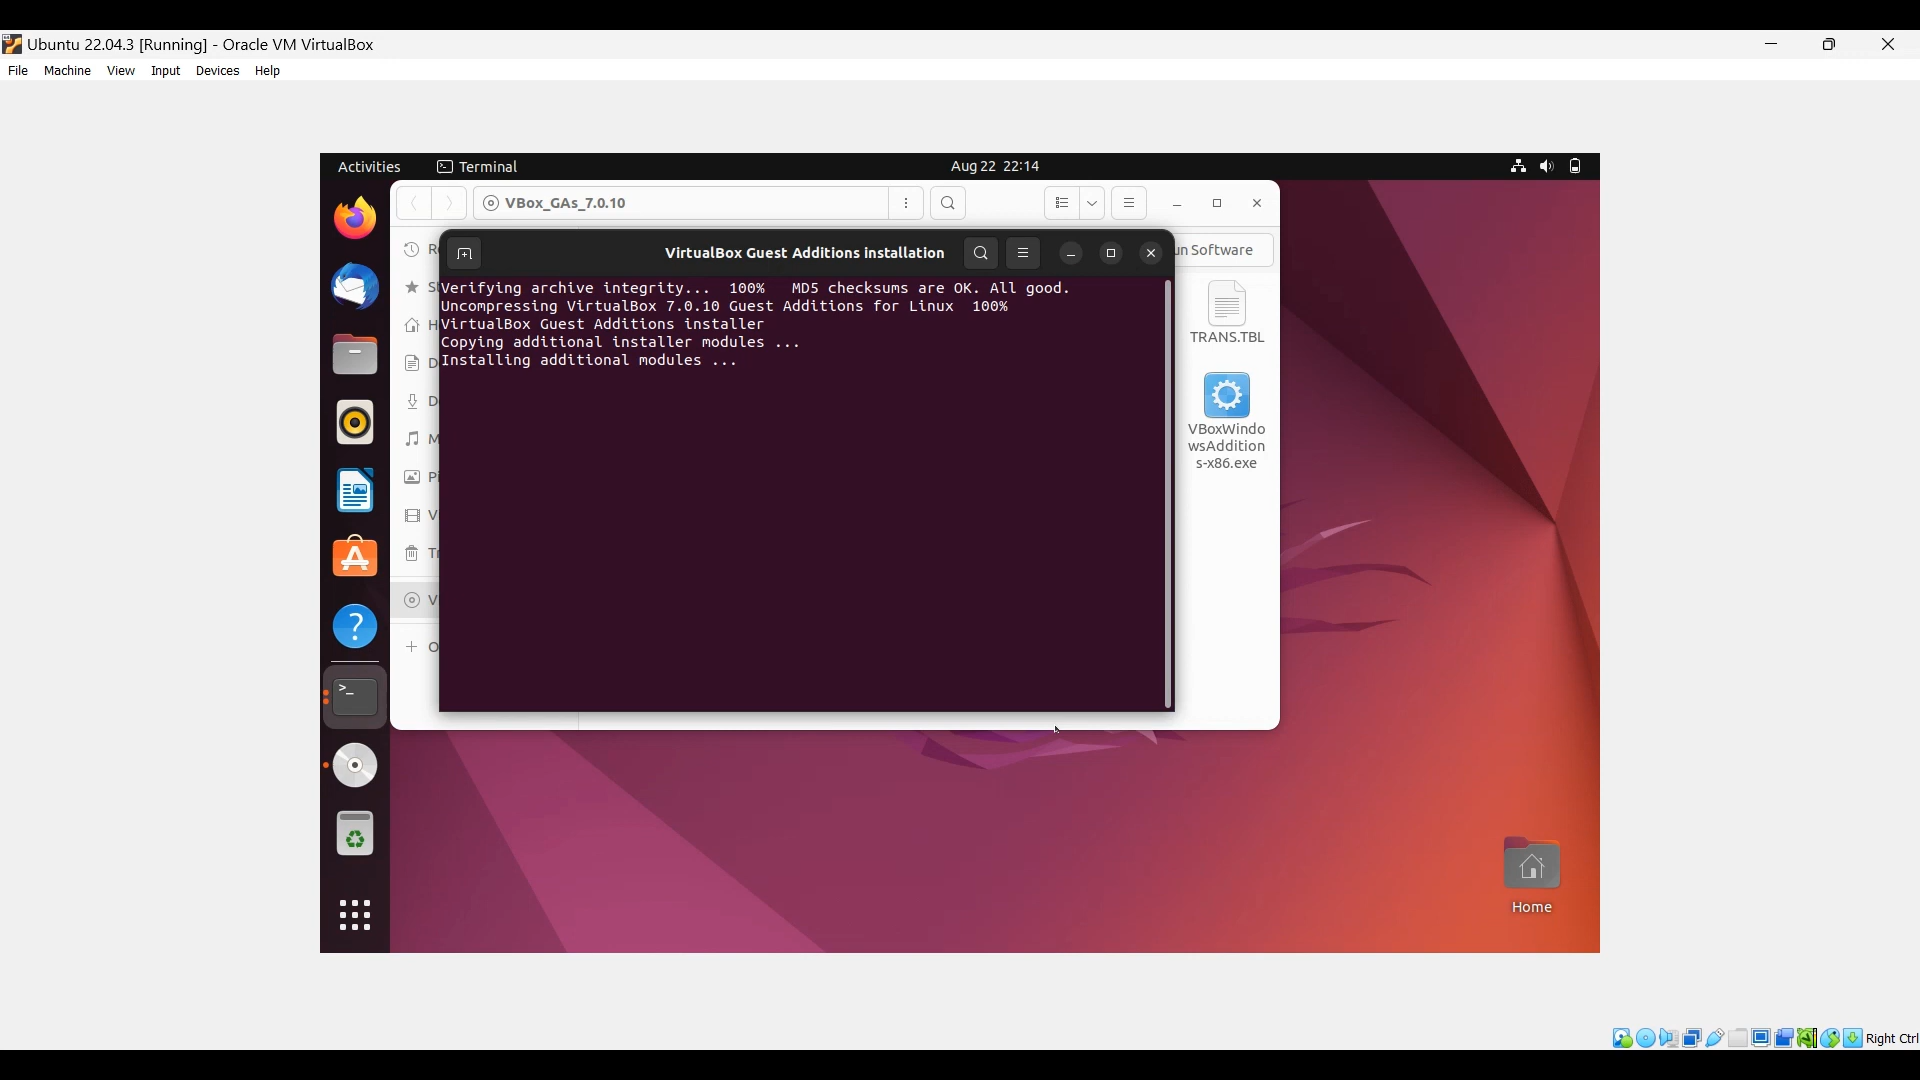 Ubuntu 22.04.3 [Running] - Oracle VM VirtualBox
File Machine View Input Devices Help
Activities Terminal Aug 22 22:14
VBox_GAs_7.0.10
VirtualBox Guest Additions installation
un Software
Verifying archive integrity... 100% MD5 checksums are OK. All good.
Uncompressing VirtualBox 7.0.10 Guest Additions for Linux 100%
VirtualBox Guest Additions installer
Copying additional installer modules ...
Installing additional modules ...
TRANS.TBL
VBoxWindo
wsAddition
s-x86.exe
Home
Right Ctrl